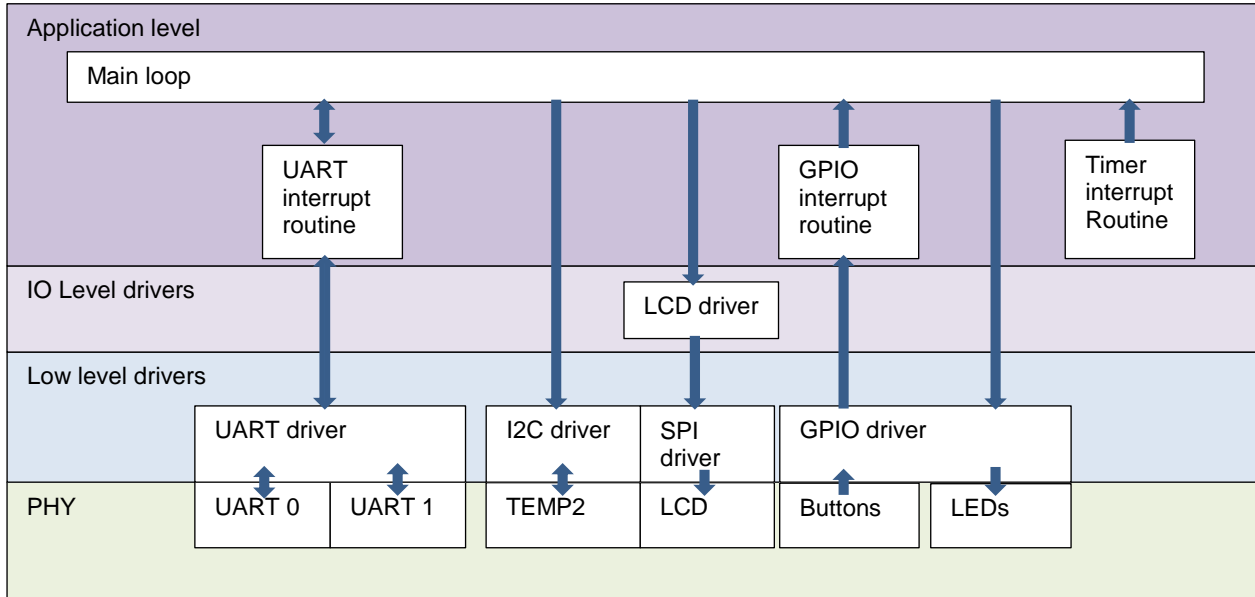 Application level
Main loop
UART
interrupt
routine
GPIO
interrupt
routine
Timer
interrupt
Routine
IO Level drivers
LCD driver
Low level drivers
UART driver
I2C driver
SPI
driver
GPIO driver
PHY
UART 0
UART 1
TEMP2
LCD
Buttons
LEDs